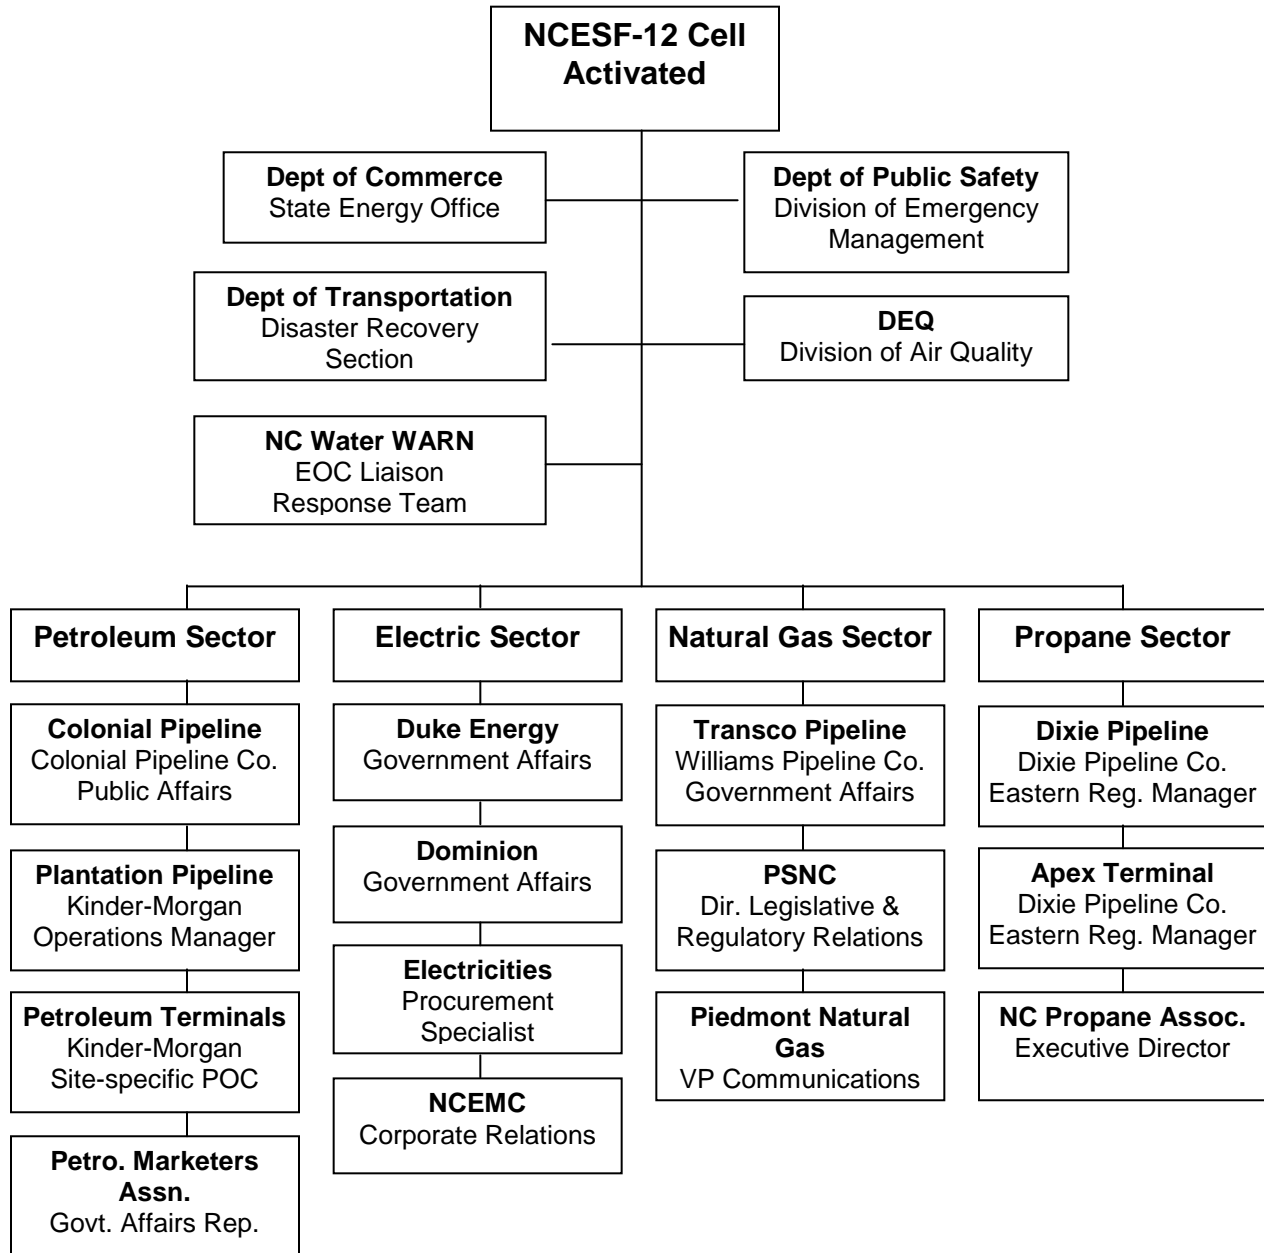 NCESF-12 Cell
Activated
Dept of Commerce
State Energy Office
Dept of Public Safety
Division of Emergency
Management
Dept of Transportation
Disaster Recovery
Section
DEQ
Division of Air Quality
NC Water WARN
EOC Liaison
Response Team
Petroleum Sector
Electric Sector
Natural Gas Sector
Propane Sector
Colonial Pipeline
Colonial Pipeline Co.
Public Affairs
Duke Energy
Government Affairs
Transco Pipeline
Williams Pipeline Co.
Government Affairs
Dixie Pipeline
Dixie Pipeline Co.
Eastern Reg. Manager
Plantation Pipeline
Kinder-Morgan
Operations Manager
Dominion
Government Affairs
PSNC
Dir. Legislative &
Regulatory Relations
Apex Terminal
Dixie Pipeline Co.
Eastern Reg. Manager
Petroleum Terminals
Kinder-Morgan
Site-specific POC
Electricities
Procurement
Specialist
Piedmont Natural
Gas
VP Communications
NC Propane Assoc.
Executive Director
Petro. Marketers
Assn.
Govt. Affairs Rep.
NCEMC
Corporate Relations